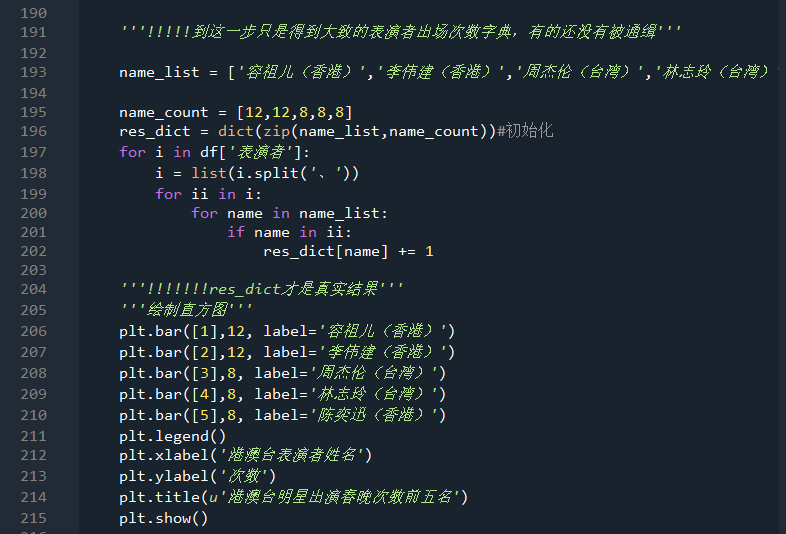 190
191 '''!!!!!到这一步只是得到大致的表演者出场次数字典，有的还没有被通缉'''
192
193 name_list = ['容祖儿（香港）','李伟建（香港）','周杰伦（台湾）','林志玲（台湾）'
194
195 name_count = [12,12,8,8,8]
196 res_dict = dict(zip(name_list,name_count))#初始化
197 for i in df['表演者']:
198 i = list(i.split('、'))
199 for ii in i:
200 for name in name_list:
201 if name in ii:
202 res_dict[name] += 1
203
204 '''!!!!!!!res_dict才是真实结果'''
205 '''绘制直方图'''
206 plt.bar([1],12, label='容祖儿（香港）')
207 plt.bar([2],12, label='李伟建（香港）')
208 plt.bar([3],8, label='周杰伦（台湾）')
209 plt.bar([4],8, label='林志玲（台湾）')
210 plt.bar([5],8, label='陈奕迅（香港）')
211 plt.legend()
212 plt.xlabel('港澳台表演者姓名')
213 plt.ylabel('次数')
214 plt.title(u'港澳台明星出演春晚次数前五名')
215 plt.show()